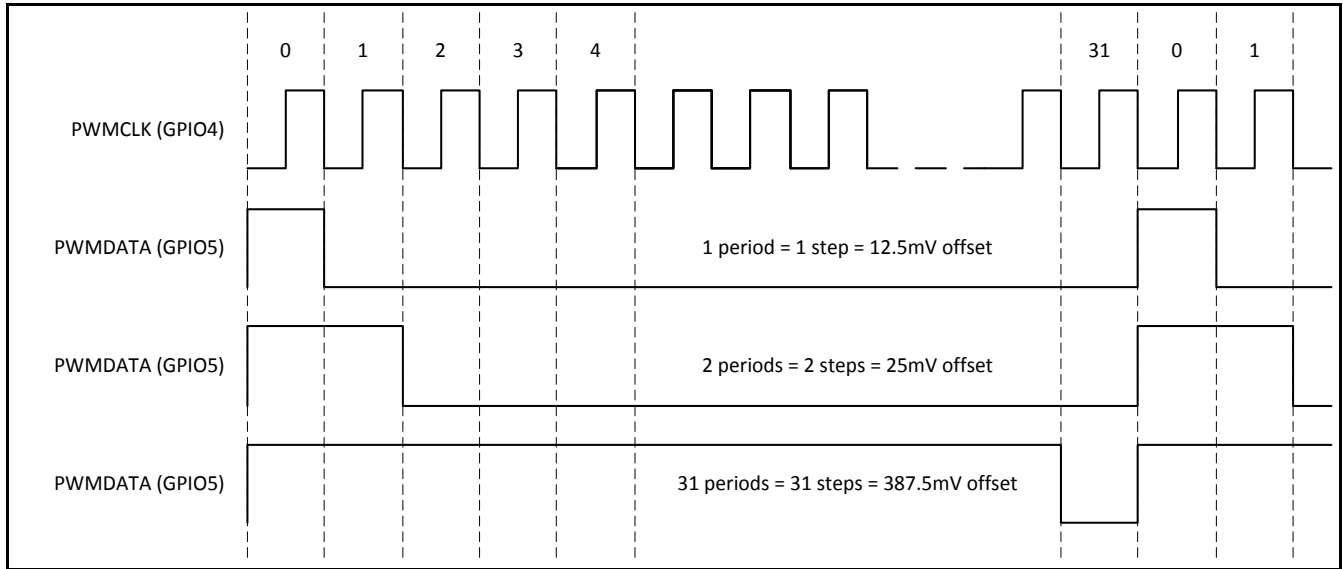 0 1 2 3 4 31 0 1
PWMCLK (GPIO4)
PWMDATA (GPIO5) 1 period = 1 step = 12.5mV offset
PWMDATA (GPIO5) 2 periods = 2 steps = 25mV offset
PWMDATA (GPIO5) 31 periods = 31 steps = 387.5mV offset